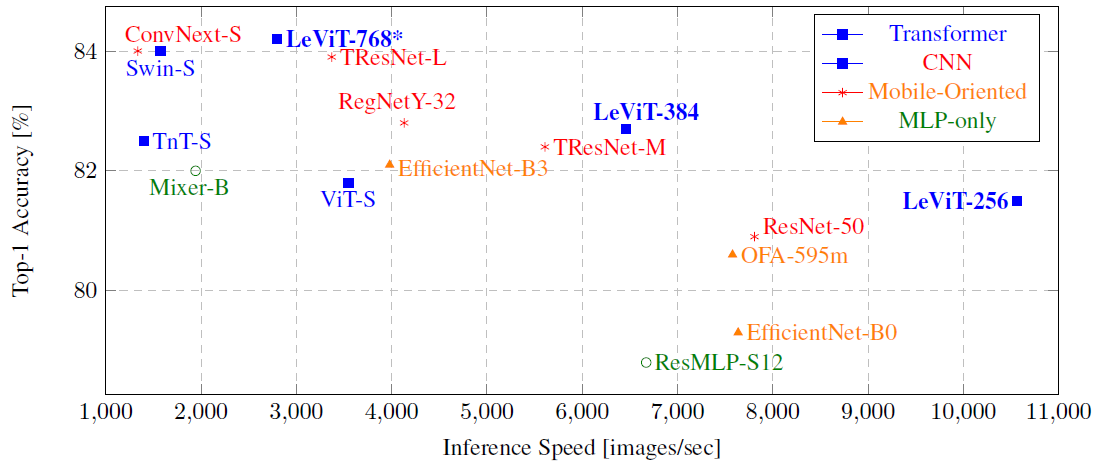 ConvNext-S
84
LeViT-768*
Swin-S
TResNet-L
RegNetY-32
LeViT-384
TnT-S
TResNet-M
82
EfficientNet-B3
Mixer-B
ViT-S
LeViT-256
ResNet-50
OFA-595m
80
EfficientNet-B0
ResMLP-S12
Transformer
CNN
Mobile-Oriented
MLP-only
Top-1 Accuracy [%]
1,000 2,000 3,000 4,000 5,000 6,000 7,000 8,000 9,000 10,000 11,000
Inference Speed [images/sec]